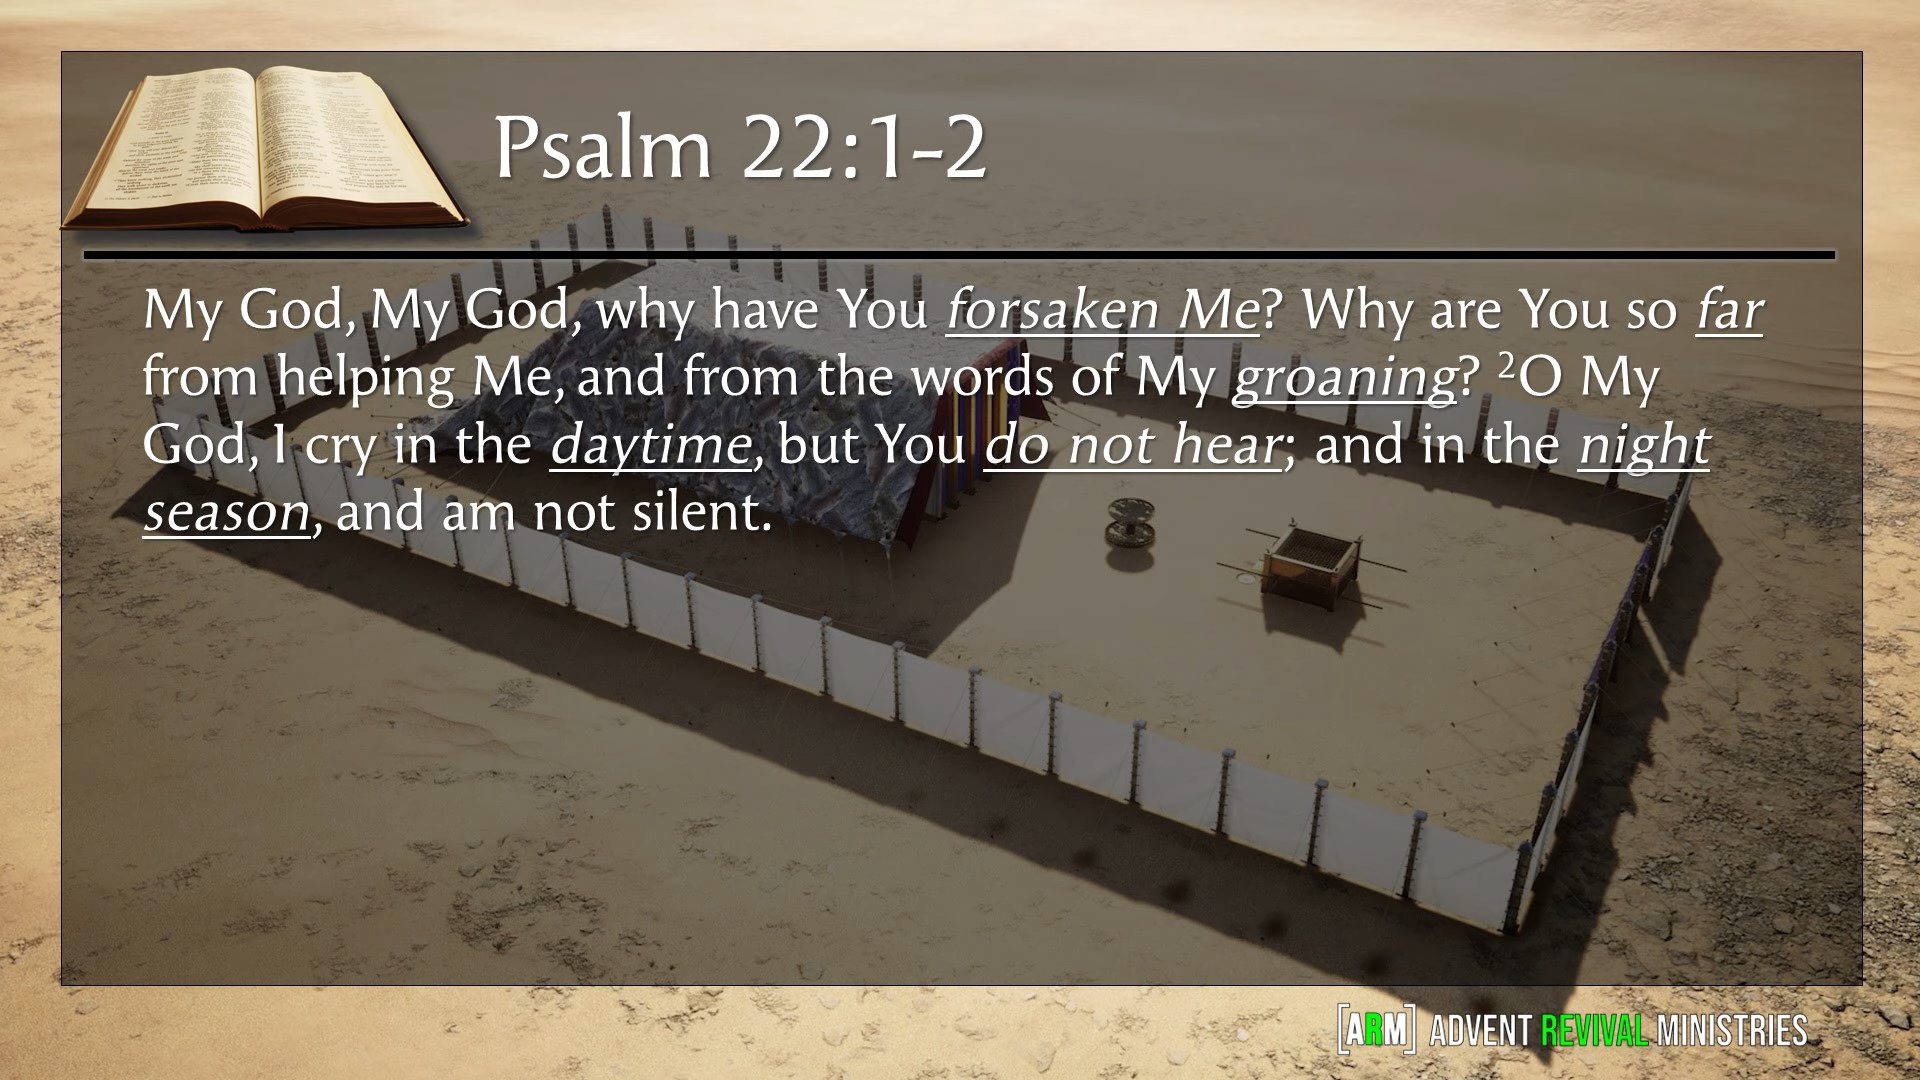 Psalm 22:1-2
My God, My God, why have You forsaken Me? Why are You so far
from helping Me, and from the words of My groaning? ²O My
God, I cry in the daytime, but You do not hear; and in the night
season, and am not silent.
[ARM] ADVENT REVIVAL MINISTRIES